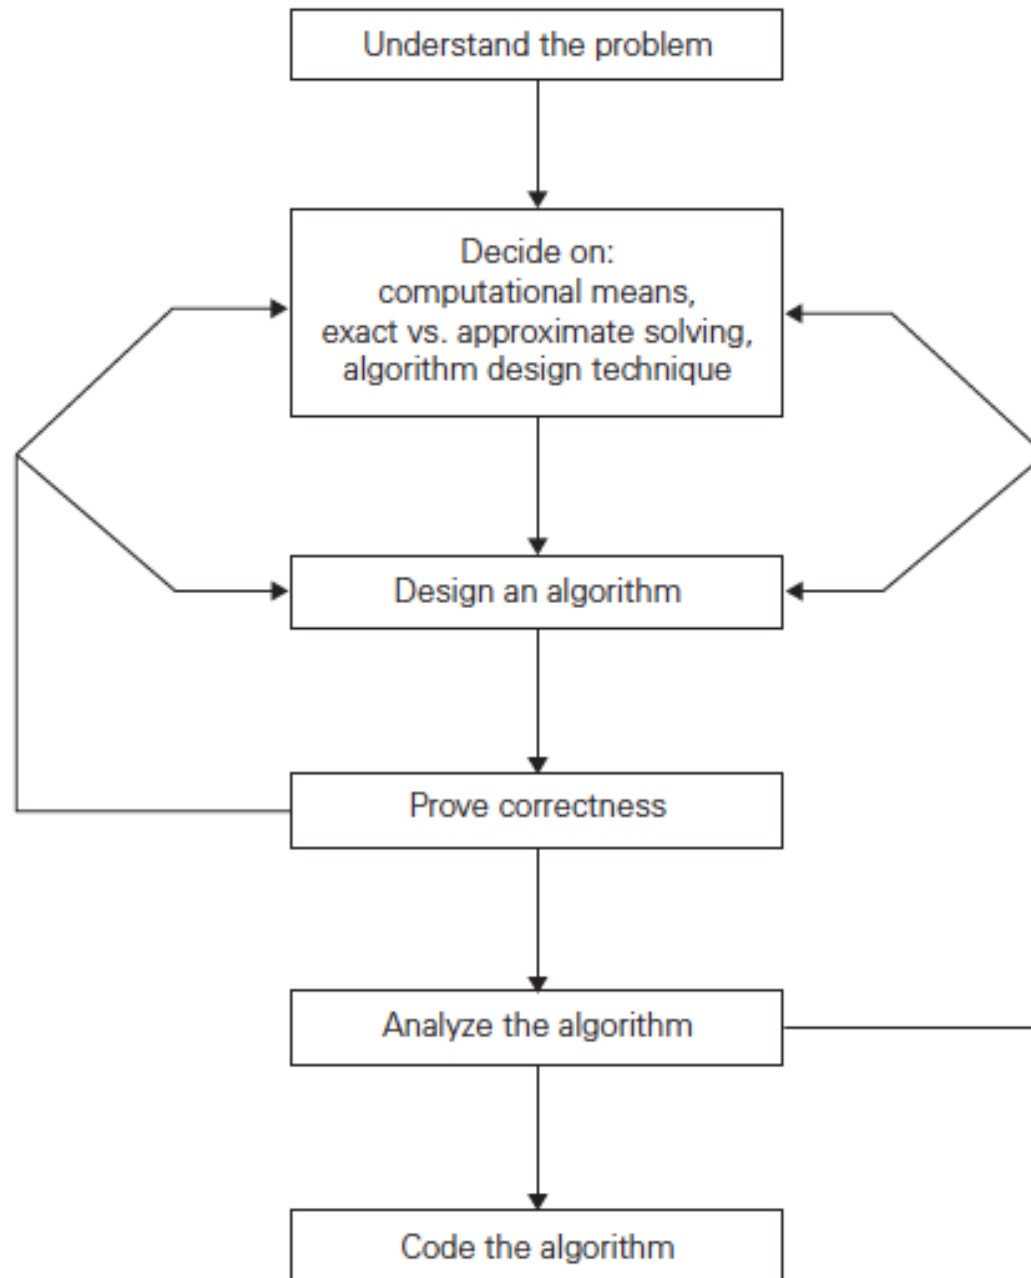 Understand the problem
Decide on:
computational means,
exact vs. approximate solving,
algorithm design technique
Design an algorithm
Prove correctness
Analyze the algorithm
Code the algorithm